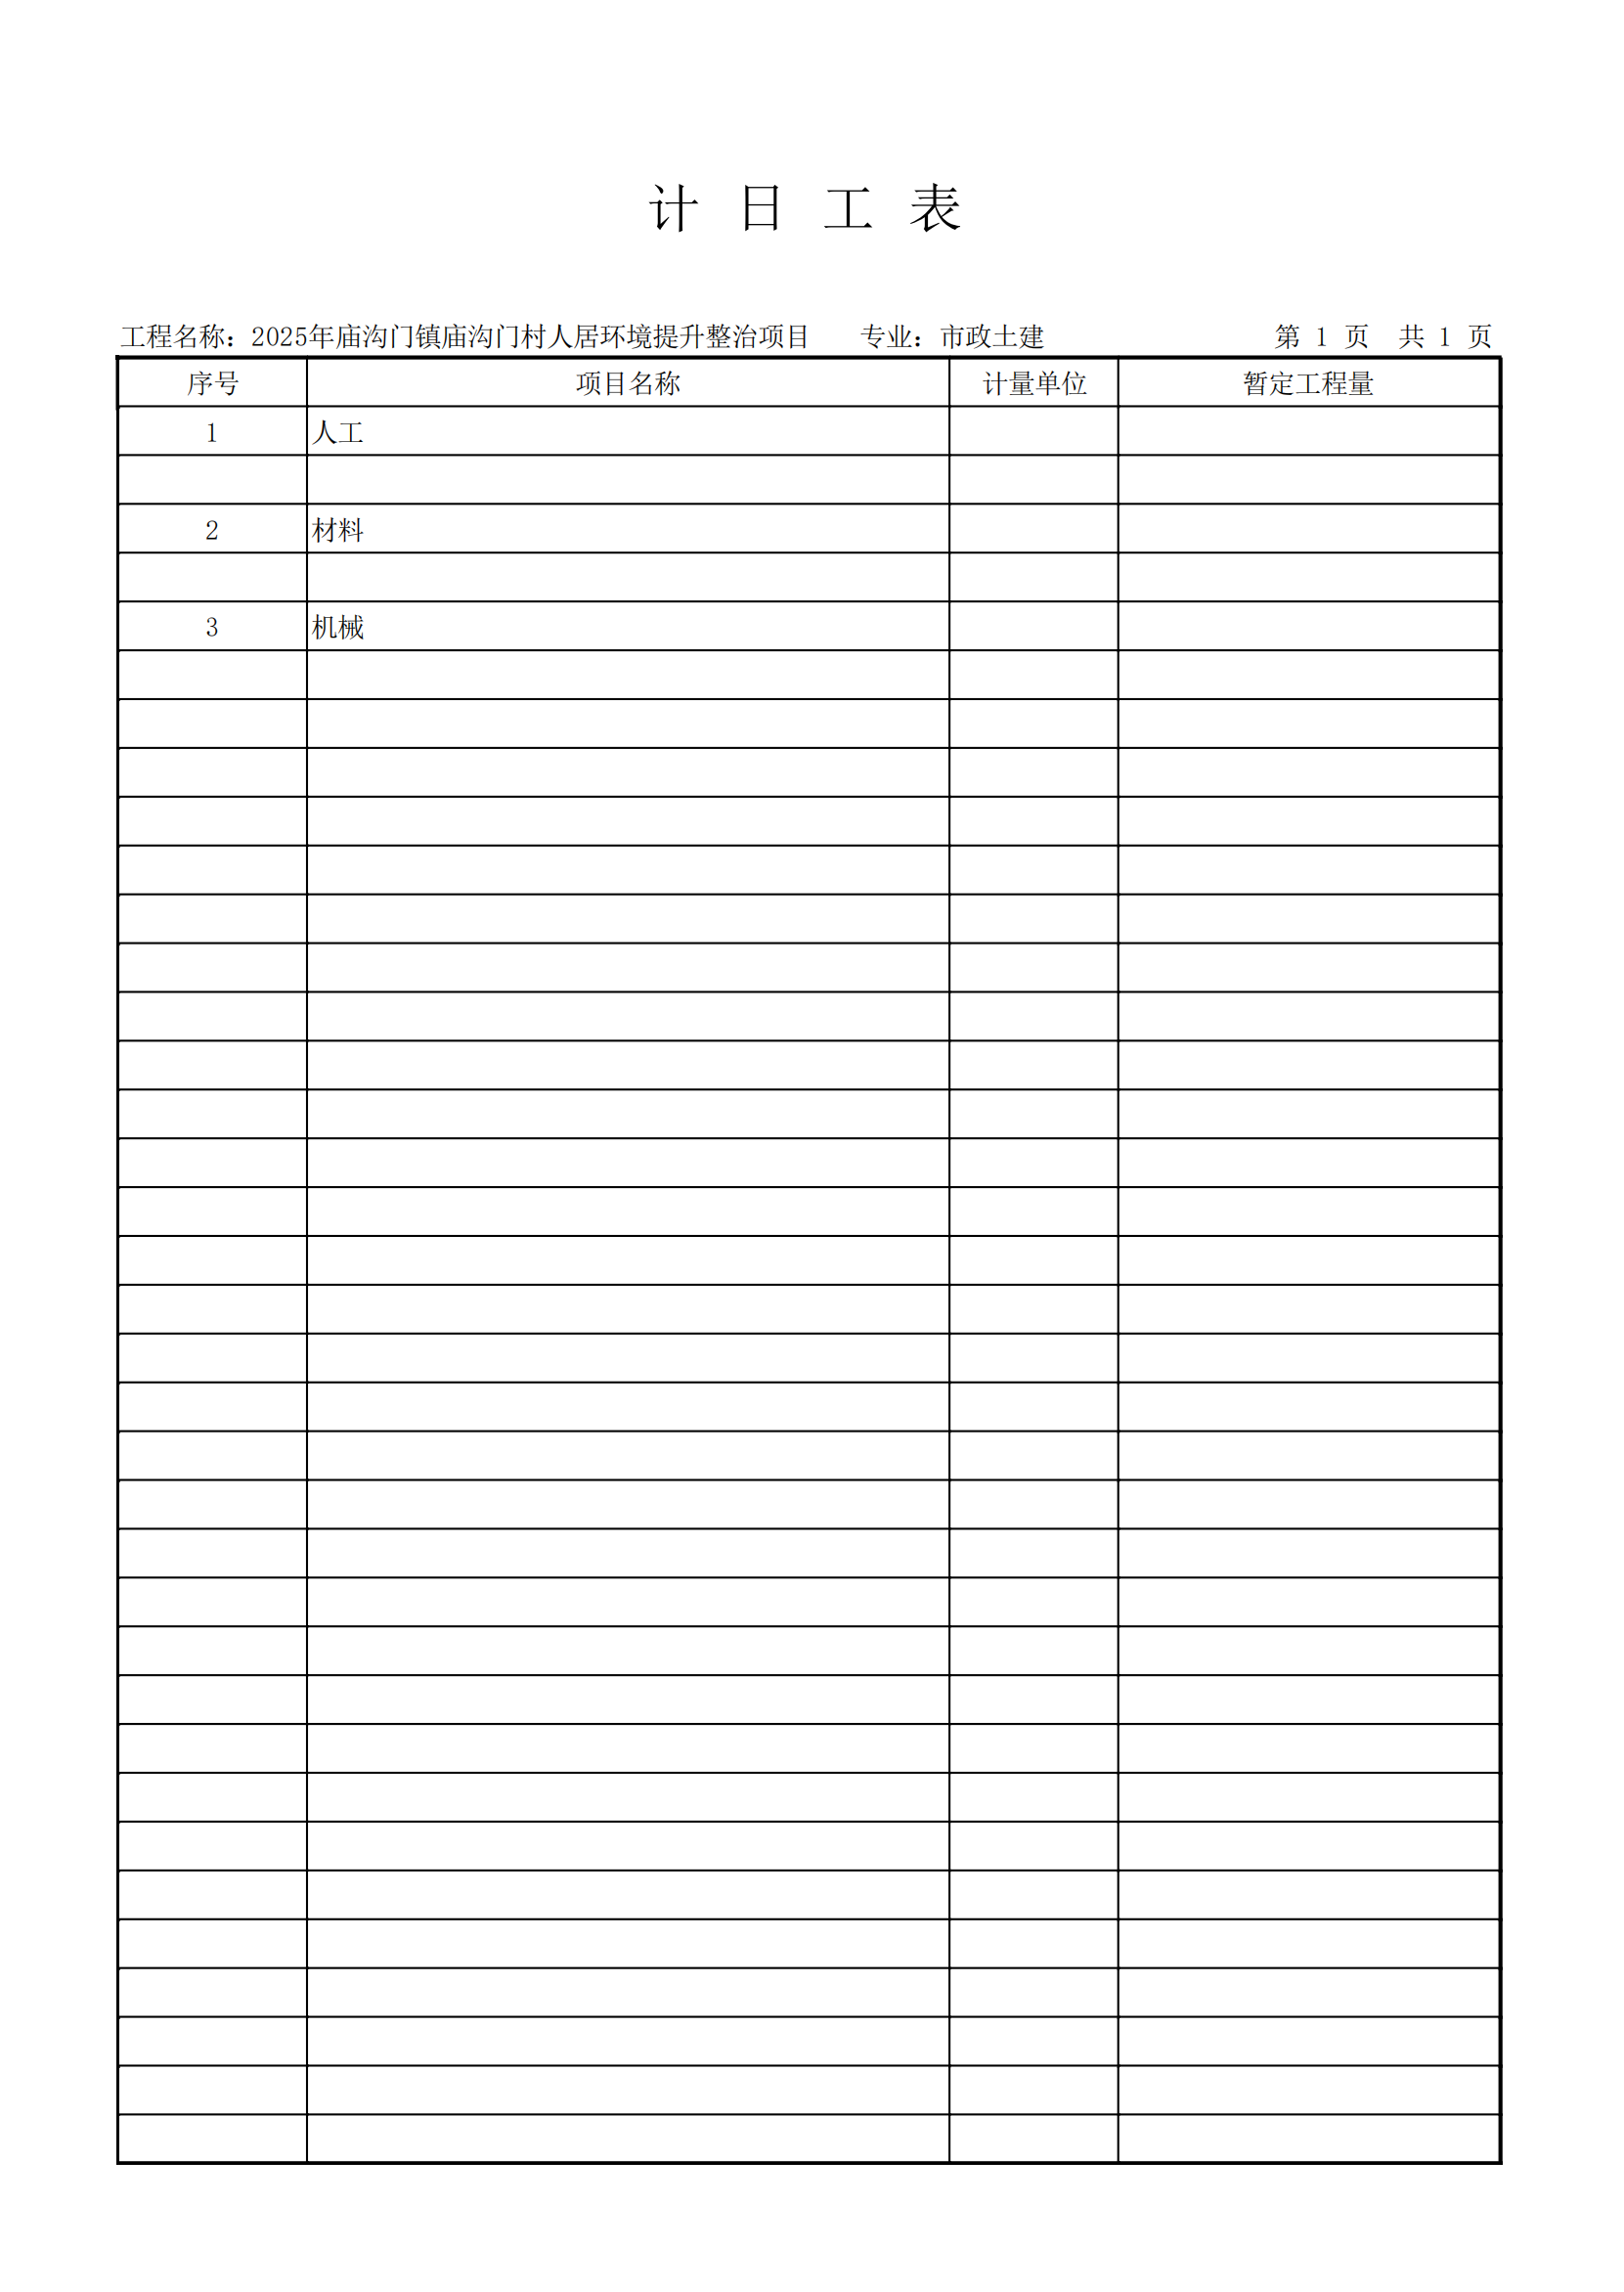 计 日 工 表
工程名称：2025年庙沟门镇庙沟门村人居环境提升整治项目 专业：市政土建 第 1 页 共 1 页
序号 项目名称 计量单位 暂定工程量
1 人工
2 材料
3 机械